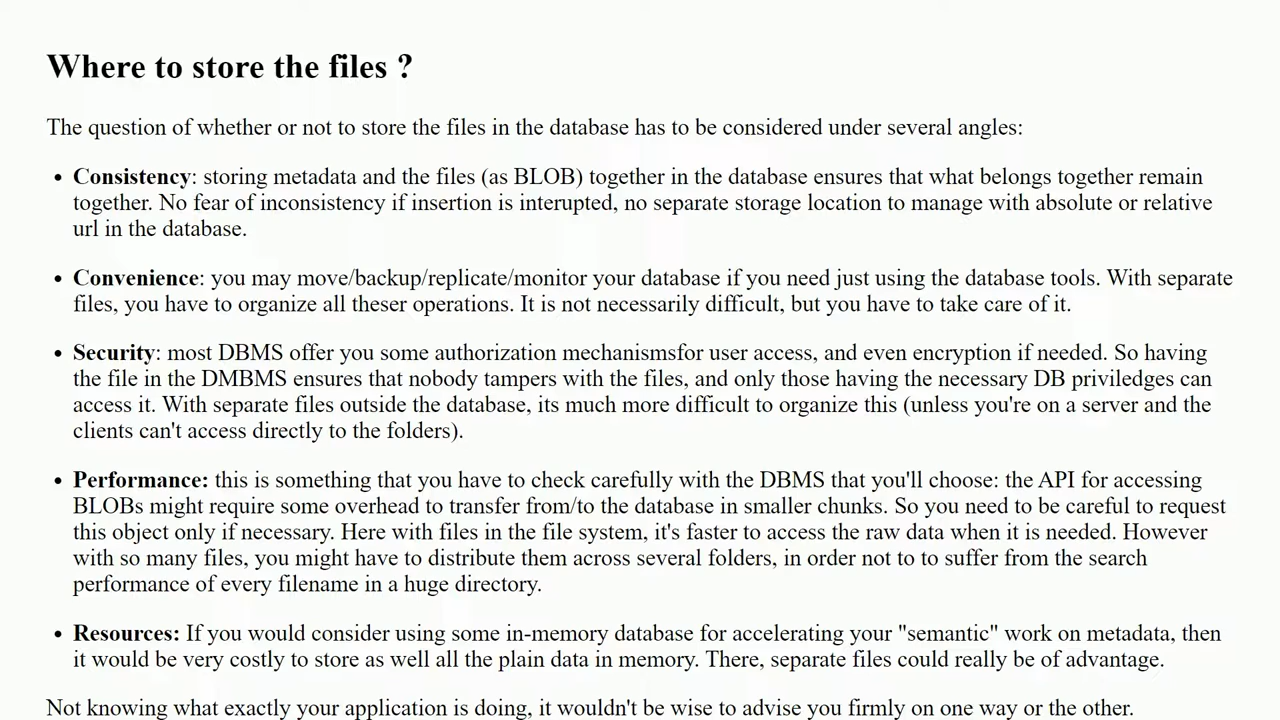 Where to store the files ?
The question of whether or not to store the files in the database has to be considered under several angles:
• Consistency: storing metadata and the files (as BLOB) together in the database ensures that what belongs together remain
together. No fear of inconsistency if insertion is interupted, no separate storage location to manage with absolute or relative
url in the database.
• Convenience: you may move/backup/replicate/monitor your database if you need just using the database tools. With separate
files, you have to organize all theser operations. It is not necessarily difficult, but you have to take care of it.
• Security: most DBMS offer you some authorization mechanismsfor user access, and even encryption if needed. So having
the file in the DMBMS ensures that nobody tampers with the files, and only those having the necessary DB priviledges can
access it. With separate files outside the database, its much more difficult to organize this (unless you're on a server and the
clients can't access directly to the folders).
• Performance: this is something that you have to check carefully with the DBMS that you'll choose: the API for accessing
BLOBs might require some overhead to transfer from/to the database in smaller chunks. So you need to be careful to request
this object only if necessary. Here with files in the file system, it's faster to access the raw data when it is needed. However
with so many files, you might have to distribute them across several folders, in order not to to suffer from the search
performance of every filename in a huge directory.
• Resources: If you would consider using some in-memory database for accelerating your "semantic" work on metadata, then
it would be very costly to store as well all the plain data in memory. There, separate files could really be of advantage.
Not knowing what exactly your application is doing, it wouldn't be wise to advise you firmly on one way or the other.